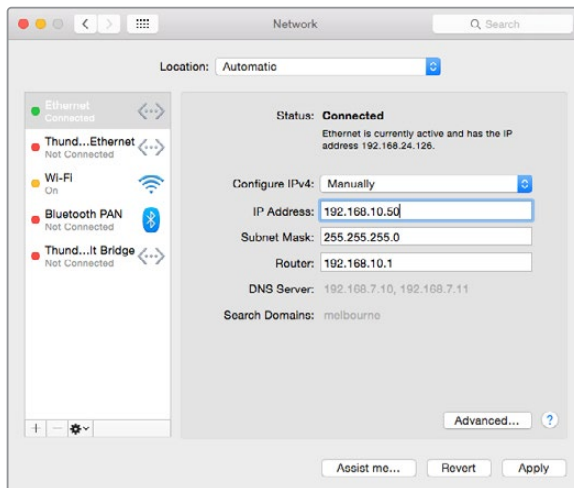 Network
Search
Location: Automatic
Ethernet
Connected
Thund...Ethernet
Not Connected
Wi-Fi
On
Bluetooth PAN
Not Connected
Thund...lt Bridge
Not Connected
Status: Connected
Ethernet is currently active and has the IP
address 192.168.24.126.
Configure IPv4: Manually
IP Address: 192.168.10.50
Subnet Mask: 255.255.255.0
Router: 192.168.10.1
DNS Server: 192.168.7.10, 192.168.7.11
Search Domains: melbourne
Advanced... ?
Assist me... Revert Apply